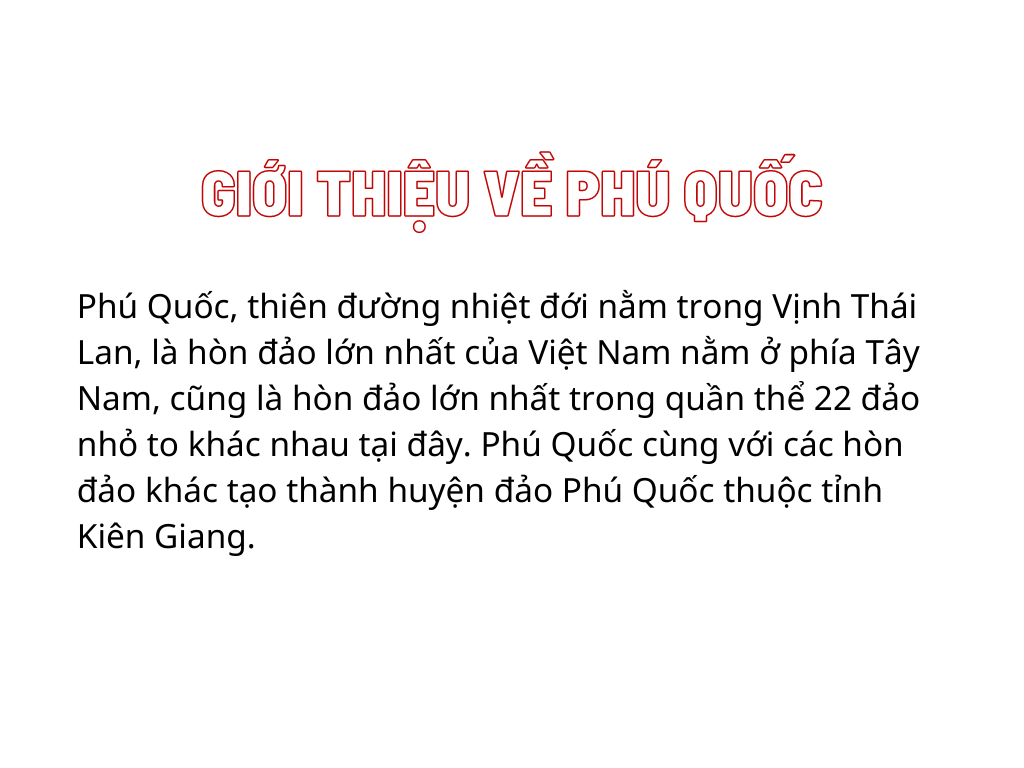 GIỚI THIỆU VỀ PHÚ QUỐC
Phú Quốc, thiên đường nhiệt đới nằm trong Vịnh Thái
Lan, là hòn đảo lớn nhất của Việt Nam nằm ở phía Tây
Nam, cũng là hòn đảo lớn nhất trong quần thể 22 đảo
nhỏ to khác nhau tại đây. Phú Quốc cùng với các hòn
đảo khác tạo thành huyện đảo Phú Quốc thuộc tỉnh
Kiên Giang.